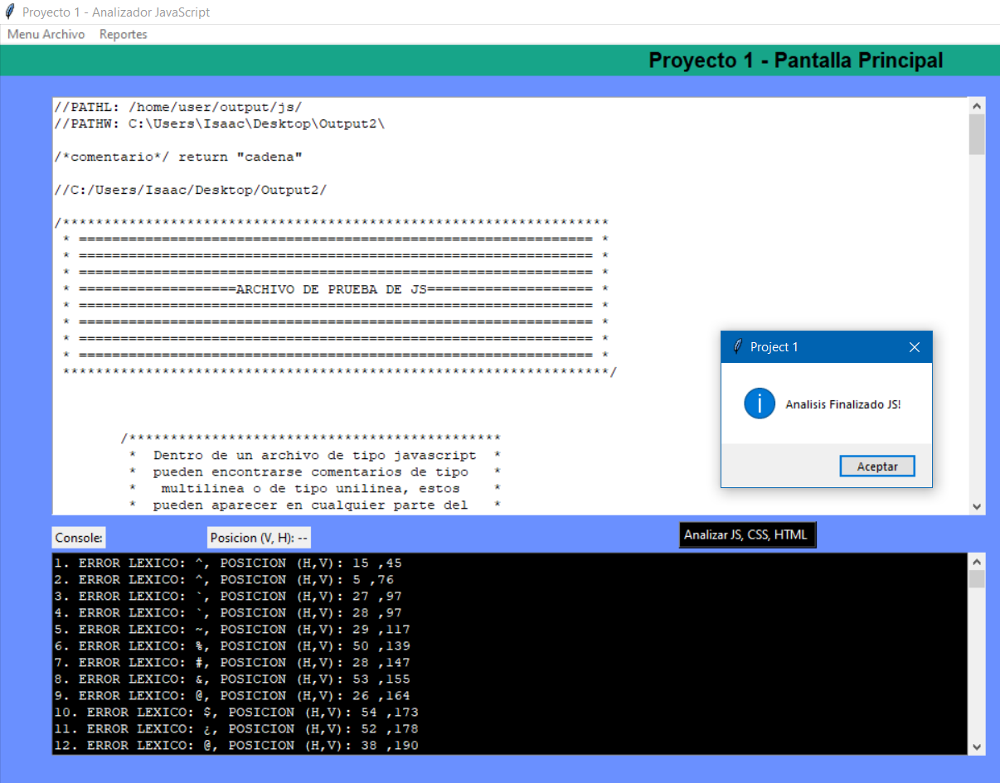 Proyecto 1 - Analizador JavaScript
Menu Archivo Reportes
Proyecto 1 - Pantalla Principal
//PATHL: /home/user/output/js/
//PATHW: C:\Users\Isaac\Desktop\Output2\
/*comentario*/ return "cadena"
//C:/Users/Isaac/Desktop/Output2/
/******************************************************************
* ============================================================== *
* ============================================================== *
* ============================================================== *
* ===================ARCHIVO DE PRUEBA DE JS==================== *
* ============================================================== *
* ============================================================== *
* ============================================================== *
* ============================================================== *
******************************************************************/
/*********************************************
* Dentro de un archivo de tipo javascript *
* pueden encontrarse comentarios de tipo *
* multilinea o de tipo unilinea, estos *
* pueden aparecer en cualquier parte del *
Project 1
Analisis Finalizado JS!
Aceptar
Console:
Posicion (V, H): --
Analizar JS, CSS, HTML
1. ERROR LEXICO: ^, POSICION (H,V): 15 ,45
2. ERROR LEXICO: ^, POSICION (H,V): 5 ,76
3. ERROR LEXICO: `, POSICION (H,V): 27 ,97
4. ERROR LEXICO: `, POSICION (H,V): 28 ,97
5. ERROR LEXICO: ~, POSICION (H,V): 29 ,117
6. ERROR LEXICO: %, POSICION (H,V): 50 ,139
7. ERROR LEXICO: #, POSICION (H,V): 28 ,147
8. ERROR LEXICO: &, POSICION (H,V): 53 ,155
9. ERROR LEXICO: @, POSICION (H,V): 26 ,164
10. ERROR LEXICO: $, POSICION (H,V): 54 ,173
11. ERROR LEXICO: ¿, POSICION (H,V): 52 ,178
12. ERROR LEXICO: @, POSICION (H,V): 38 ,190